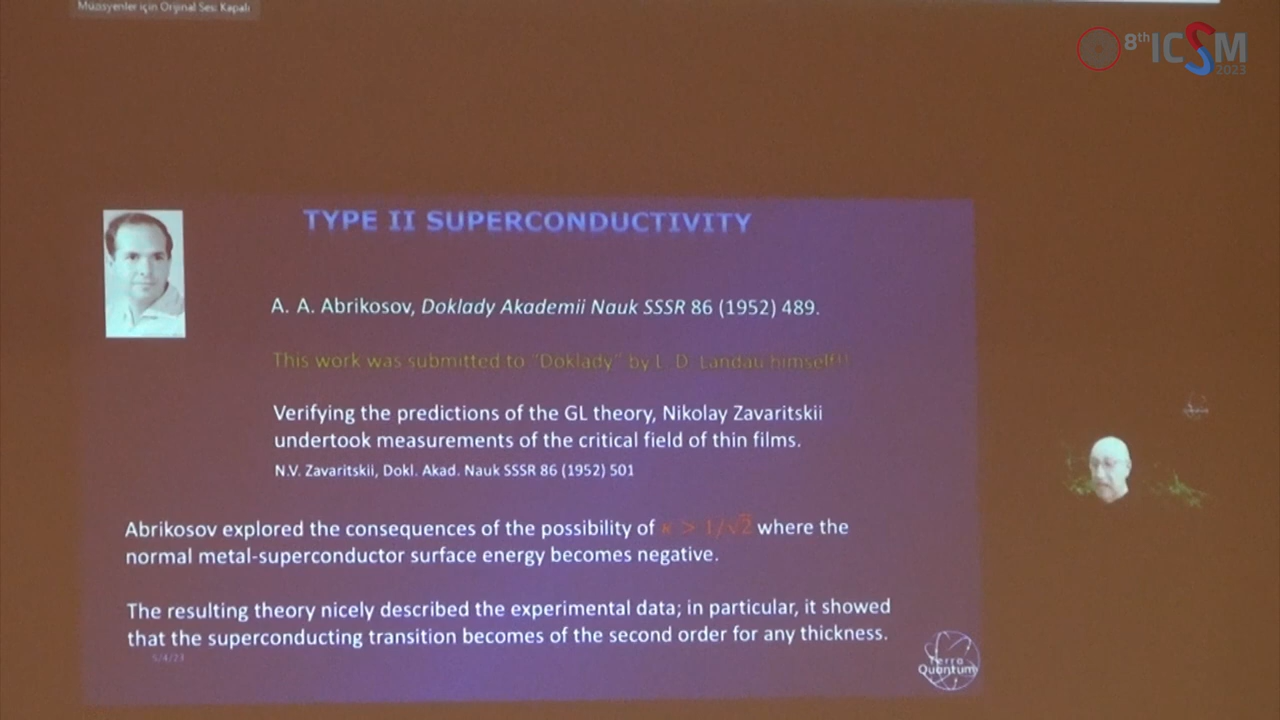 Müzisyenler için Orijinal Ses: Kapalı
8th ICSM
2023
TYPE II SUPERCONDUCTIVITY
A. A. Abrikosov, Doklady Akademii Nauk SSSR 86 (1952) 489.
This work was submitted to "Doklady" by L. D. Landau himself!!
Verifying the predictions of the GL theory, Nikolay Zavaritskii
undertook measurements of the critical field of thin films.
N.V. Zavaritskii, Dokl. Akad. Nauk SSSR 86 (1952) 501
Abrikosov explored the consequences of the possibility of κ > 1/√2 where the
normal metal-superconductor surface energy becomes negative.
The resulting theory nicely described the experimental data; in particular, it showed
that the superconducting transition becomes of the second order for any thickness.
5/4/23
Terra
Quantum